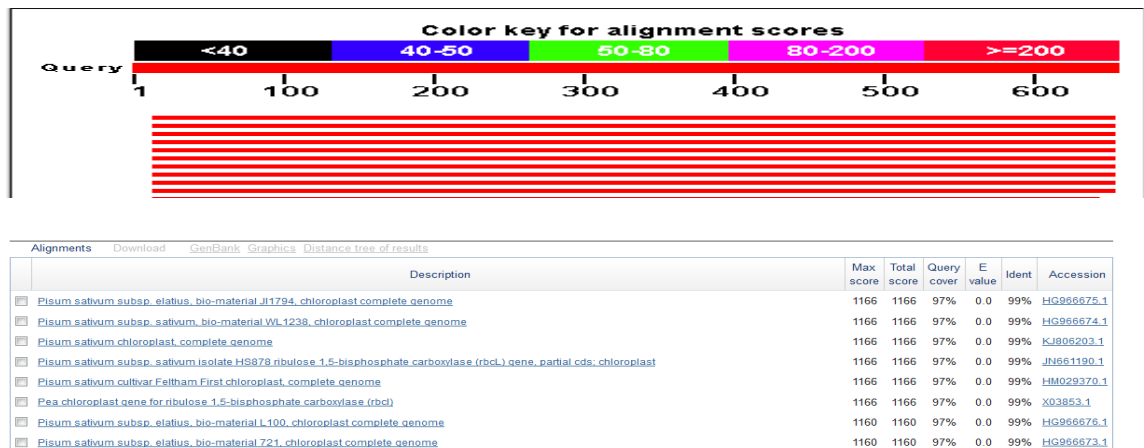 Color key for alignment scores
<40 40-50 50-80 80-200 >=200
Query
1 100 200 300 400 500 600
Alignments Download GenBank Graphics Distance tree of results
Description Max score Total score Query cover E value Ident Accession
Pisum sativum subsp. elatius, bio-material JI1794, chloroplast complete genome 1166 1166 97% 0.0 99% HG966675.1
Pisum sativum subsp. sativum, bio-material WL1238, chloroplast complete genome 1166 1166 97% 0.0 99% HG966674.1
Pisum sativum chloroplast, complete genome 1166 1166 97% 0.0 99% KJ806203.1
Pisum sativum subsp. sativum isolate HS878 ribulose 1,5-bisphosphate carboxylase (rbcL) gene, partial cds; chloroplast 1166 1166 97% 0.0 99% JN661190.1
Pisum sativum cultivar Feltham First chloroplast, complete genome 1166 1166 97% 0.0 99% HM029370.1
Pea chloroplast gene for ribulose 1,5-bisphosphate carboxylase (rbcl) 1166 1166 97% 0.0 99% X03853.1
Pisum sativum subsp. elatius, bio-material L100, chloroplast complete genome 1160 1160 97% 0.0 99% HG966676.1
Pisum sativum subsp. elatius, bio-material 721, chloroplast complete genome 1160 1160 97% 0.0 99% HG966673.1